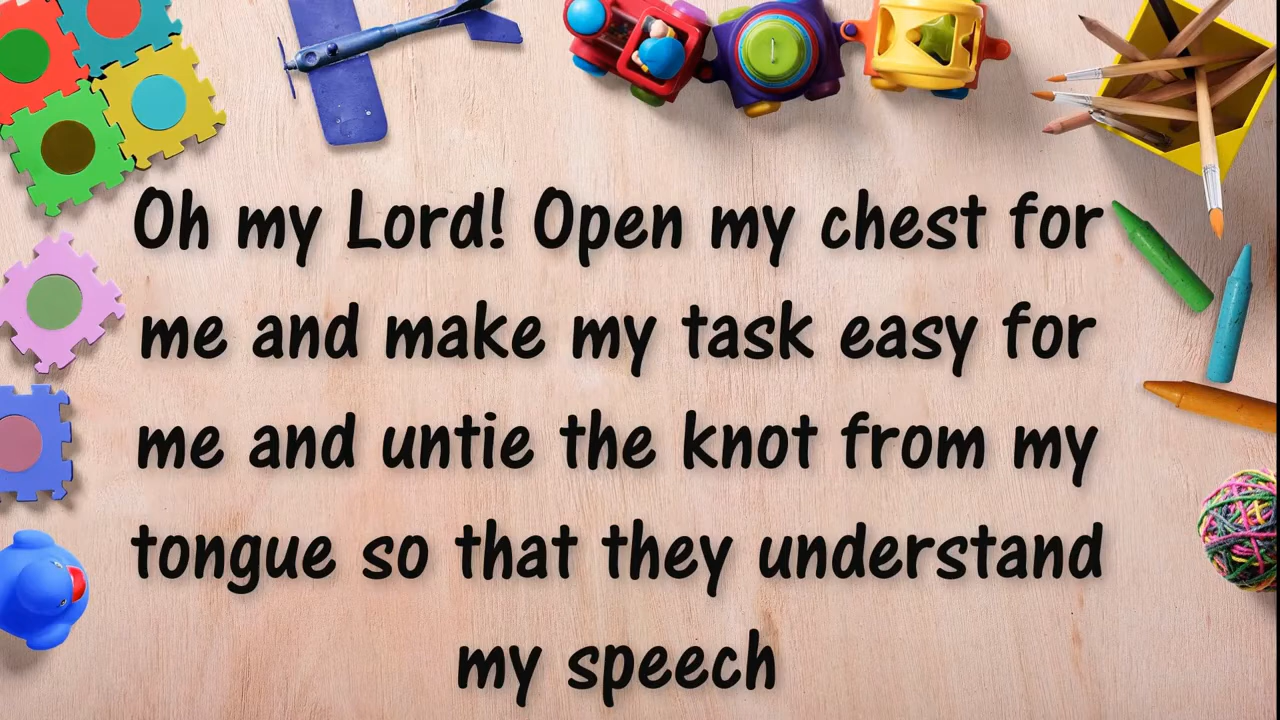 Oh my Lord! Open my chest for
me and make my task easy for
me and untie the knot from my
tongue so that they understand
my speech